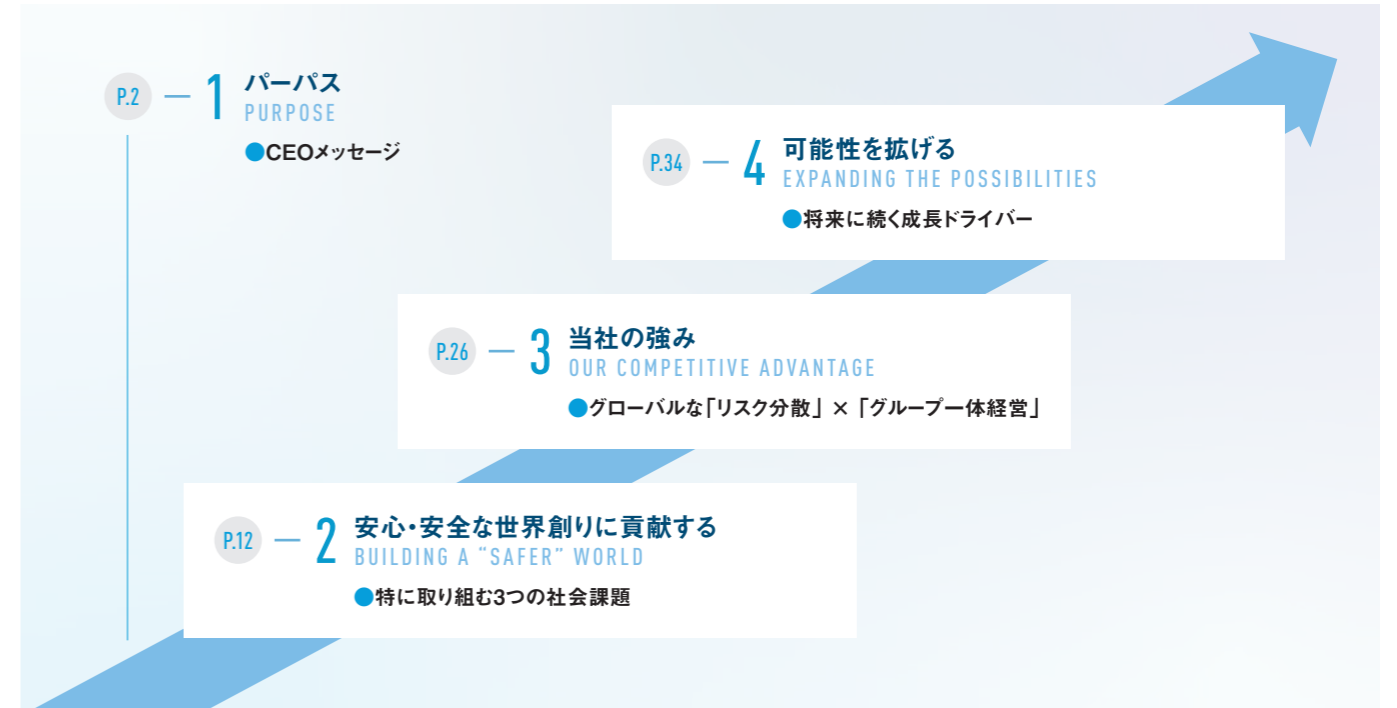 P.2 — 1 パーパス
PURPOSE
●CEOメッセージ
P.12 — 2 安心・安全な世界創りに貢献する
BUILDING A “SAFER” WORLD
●特に取り組む3つの社会課題
P.26 — 3 当社の強み
OUR COMPETITIVE ADVANTAGE
●グローバルな「リスク分散」×「グループ一体経営」
P.34 — 4 可能性を拡げる
EXPANDING THE POSSIBILITIES
●将来に続く成長ドライバー